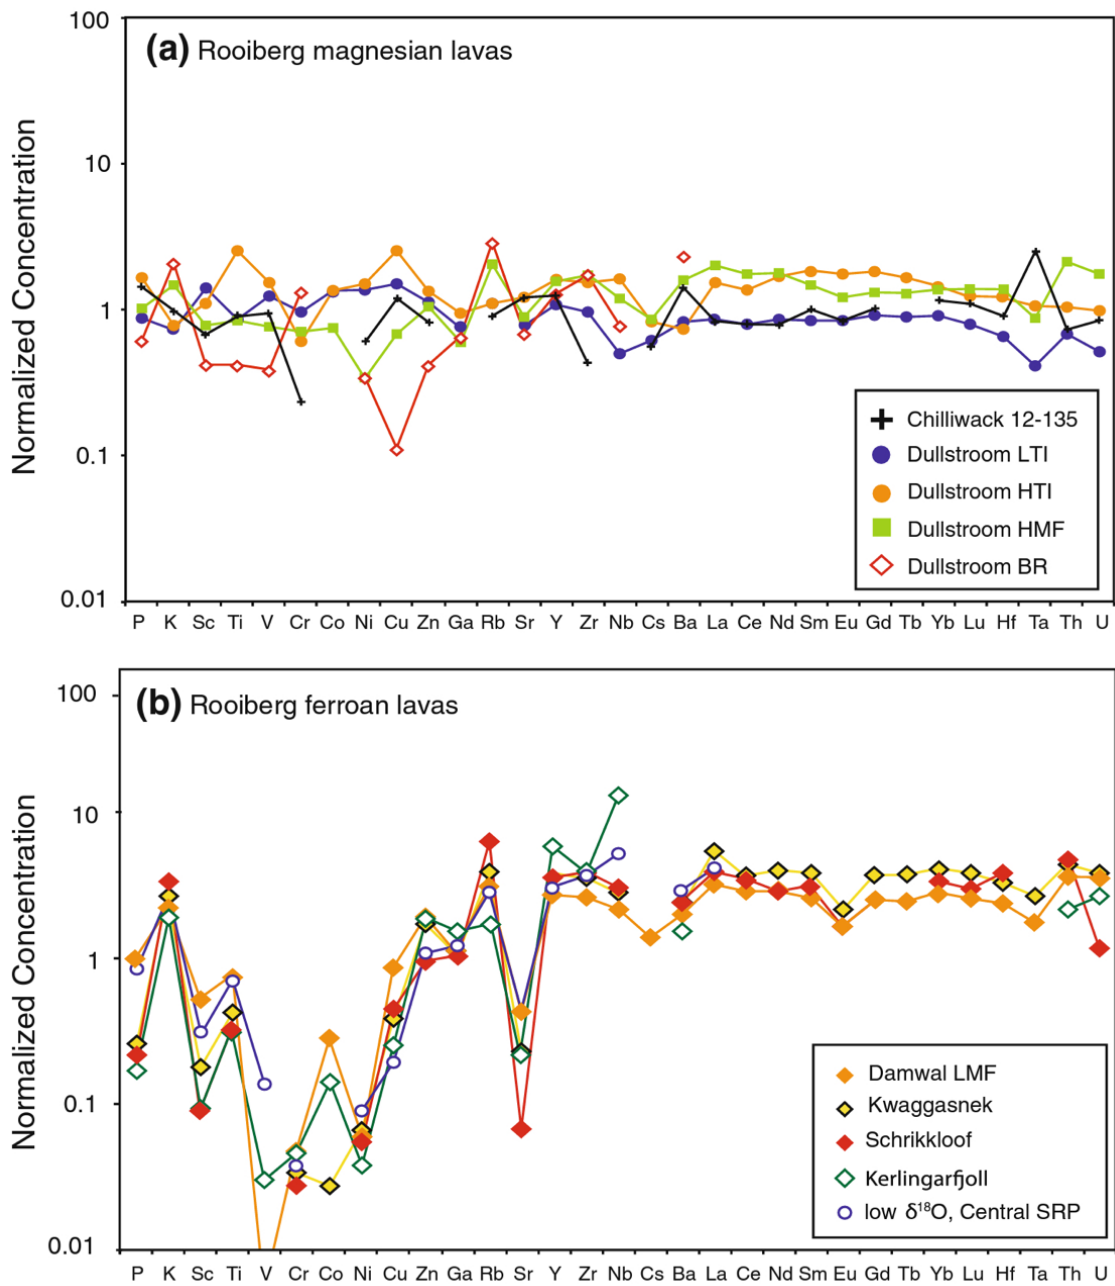 (a) Rooiberg magnesian lavas
Normalized Concentration
100
10
1
0.1
0.01
Chilliwack 12-135
Dullstroom LTI
Dullstroom HTI
Dullstroom HMF
Dullstroom BR
P K Sc Ti V Cr Co Ni Cu Zn Ga Rb Sr Y Zr Nb Cs Ba La Ce Nd Sm Eu Gd Tb Yb Lu Hf Ta Th U
(b) Rooiberg ferroan lavas
Normalized Concentration
100
10
1
0.1
0.01
Damwal LMF
Kwaggasnek
Schrikkloof
Kerlingarfjoll
low δ¹⁸O, Central SRP
P K Sc Ti V Cr Co Ni Cu Zn Ga Rb Sr Y Zr Nb Cs Ba La Ce Nd Sm Eu Gd Tb Yb Lu Hf Ta Th U